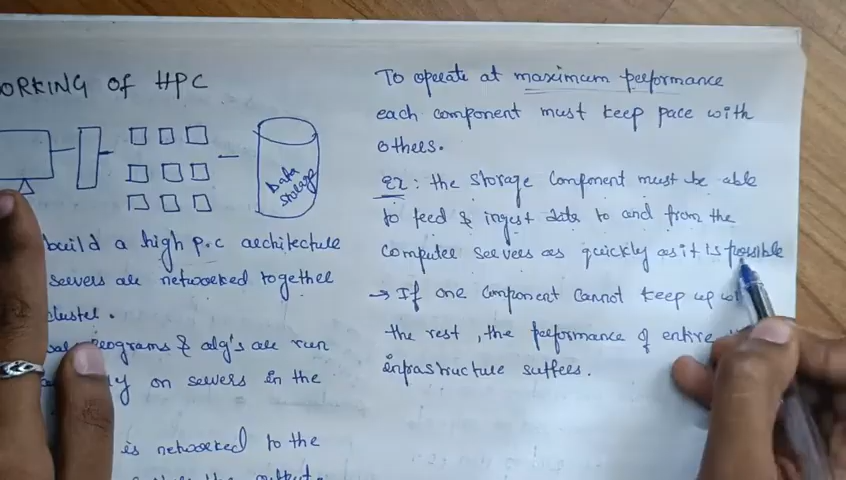 ORKING OF HPC
Data
Storage
build a high p.c architecture
servers are networked together
cluster.
programs & alg's are run
on servers in the
is networked to the
output.
To operate at maximum performance
each component must keep pace with
others.
Ex: the storage component must be able
to feed & ingest data to and from the
computer servers as quickly as it is possible
→ If one component cannot keep up
the rest, the performance of entire
infrastructure suffers.